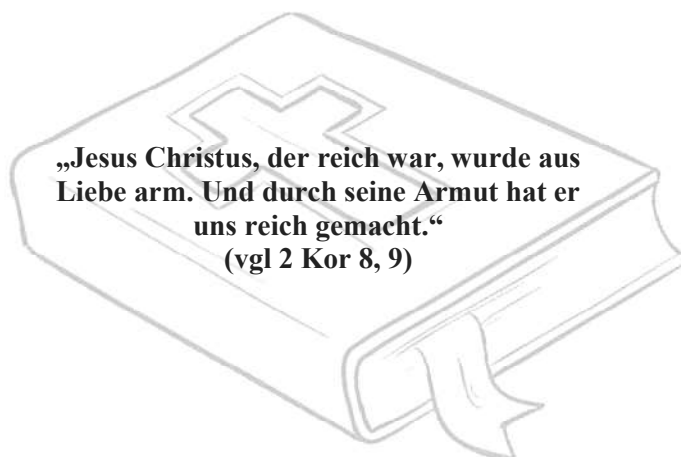 „Jesus Christus, der reich war, wurde aus
Liebe arm. Und durch seine Armut hat er
uns reich gemacht.“
(vgl 2 Kor 8, 9)